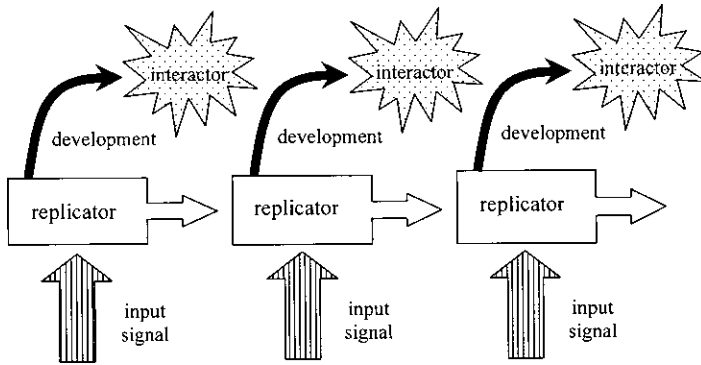 interactor
interactor
interactor
development
development
development
replicator
replicator
replicator
input
signal
input
signal
input
signal